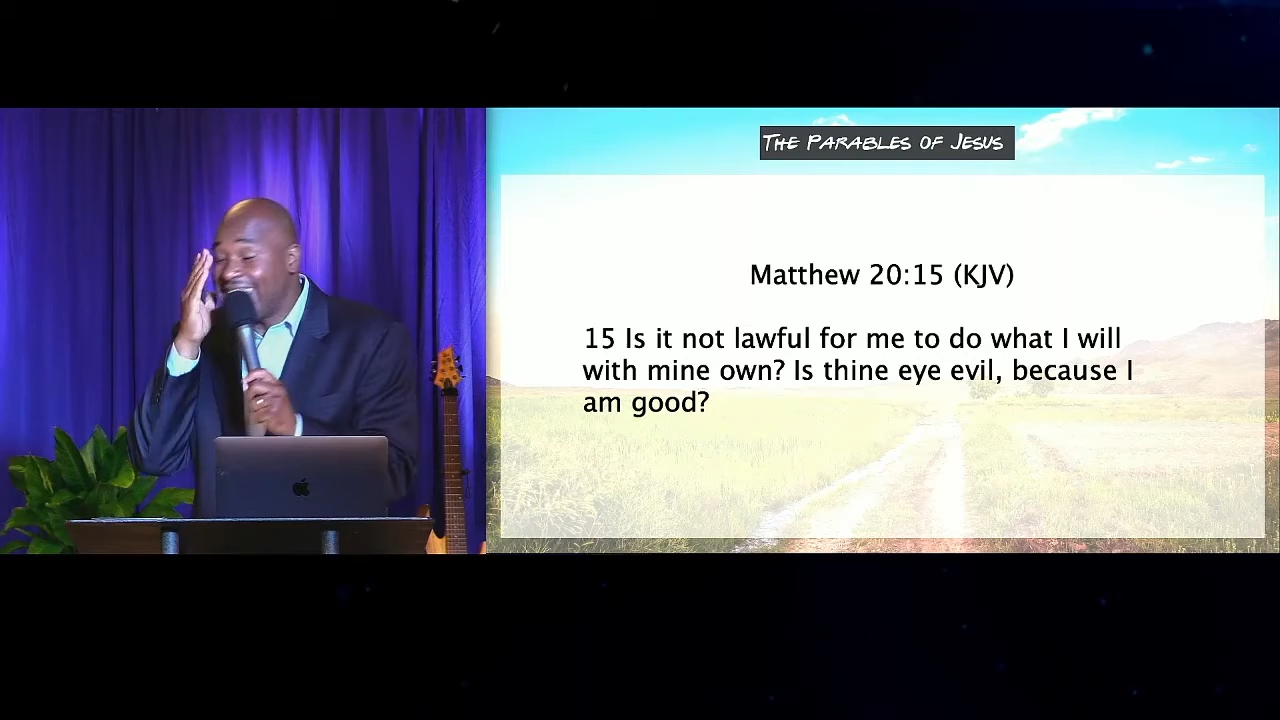 The Parables of Jesus
Matthew 20:15 (KJV)
15 Is it not lawful for me to do what I will
with mine own? Is thine eye evil, because I
am good?